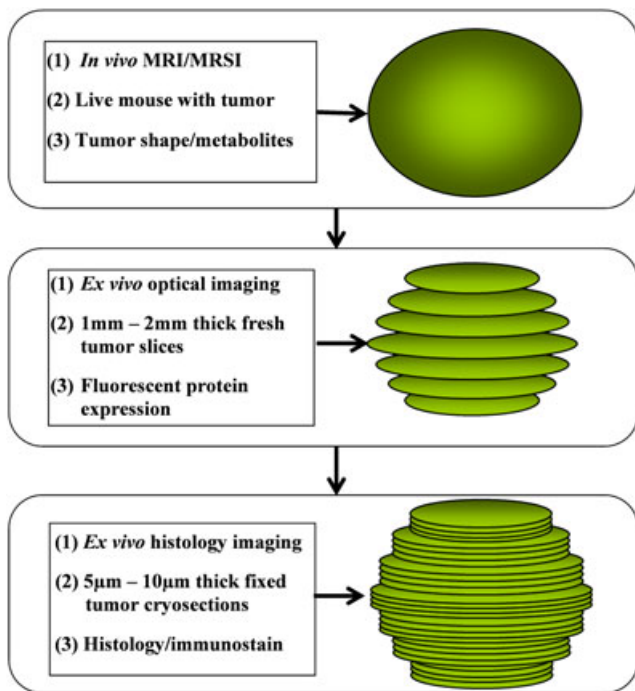 (1) In vivo MRI/MRSI
(2) Live mouse with tumor
(3) Tumor shape/metabolites
(1) Ex vivo optical imaging
(2) 1mm – 2mm thick fresh
tumor slices
(3) Fluorescent protein
expression
(1) Ex vivo histology imaging
(2) 5µm – 10µm thick fixed
tumor cryosections
(3) Histology/immunostain